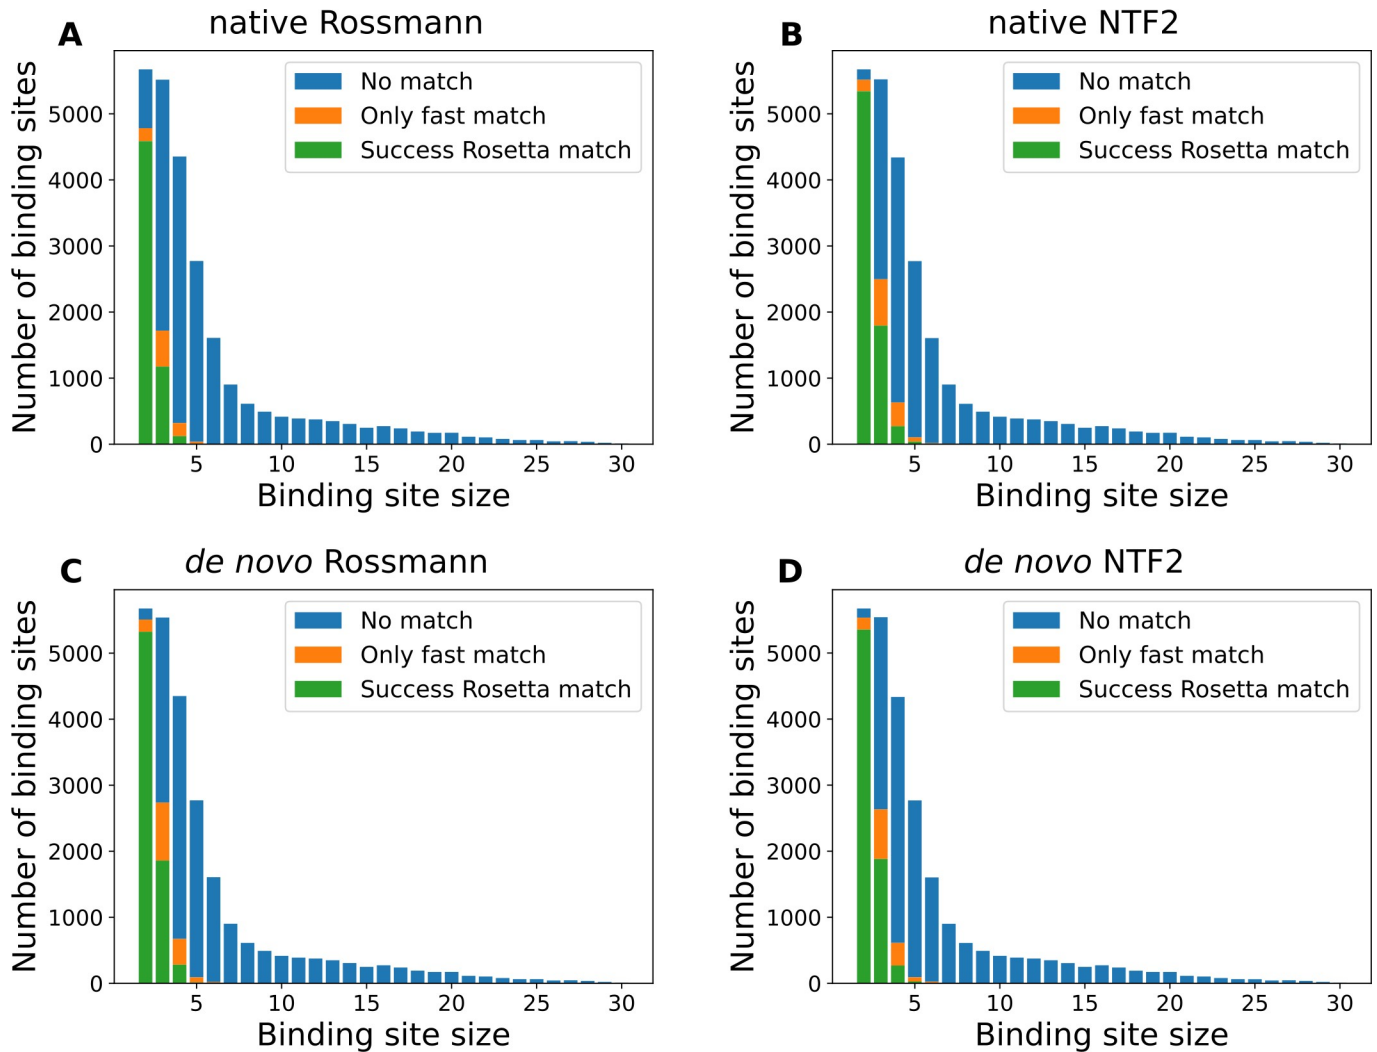 A
native Rossmann
No match
Only fast match
Success Rosetta match
Number of binding sites
5000
4000
3000
2000
1000
0
5 10 15 20 25 30
Binding site size
B
native NTF2
No match
Only fast match
Success Rosetta match
Number of binding sites
5000
4000
3000
2000
1000
0
5 10 15 20 25 30
Binding site size
C
de novo Rossmann
No match
Only fast match
Success Rosetta match
Number of binding sites
5000
4000
3000
2000
1000
0
5 10 15 20 25 30
Binding site size
D
de novo NTF2
No match
Only fast match
Success Rosetta match
Number of binding sites
5000
4000
3000
2000
1000
0
5 10 15 20 25 30
Binding site size